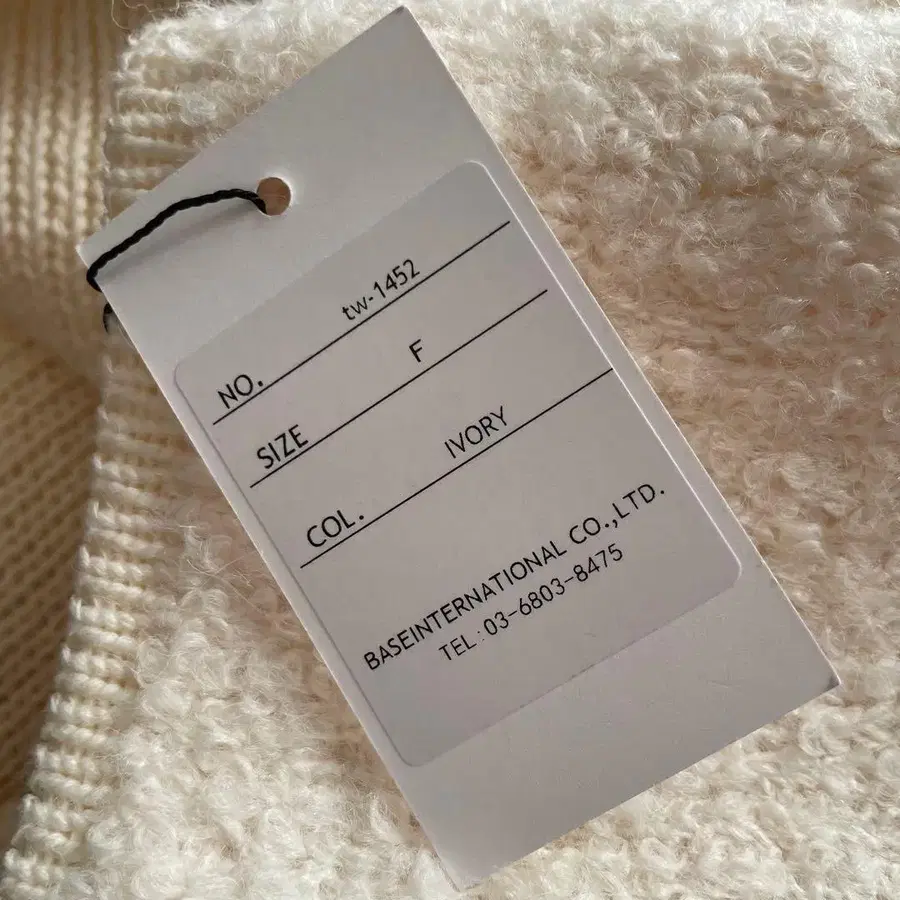 NO. tw-1452
SIZE F
COL. IVORY
BASEINTERNATIONAL CO.,LTD.
TEL:03-6803-8475